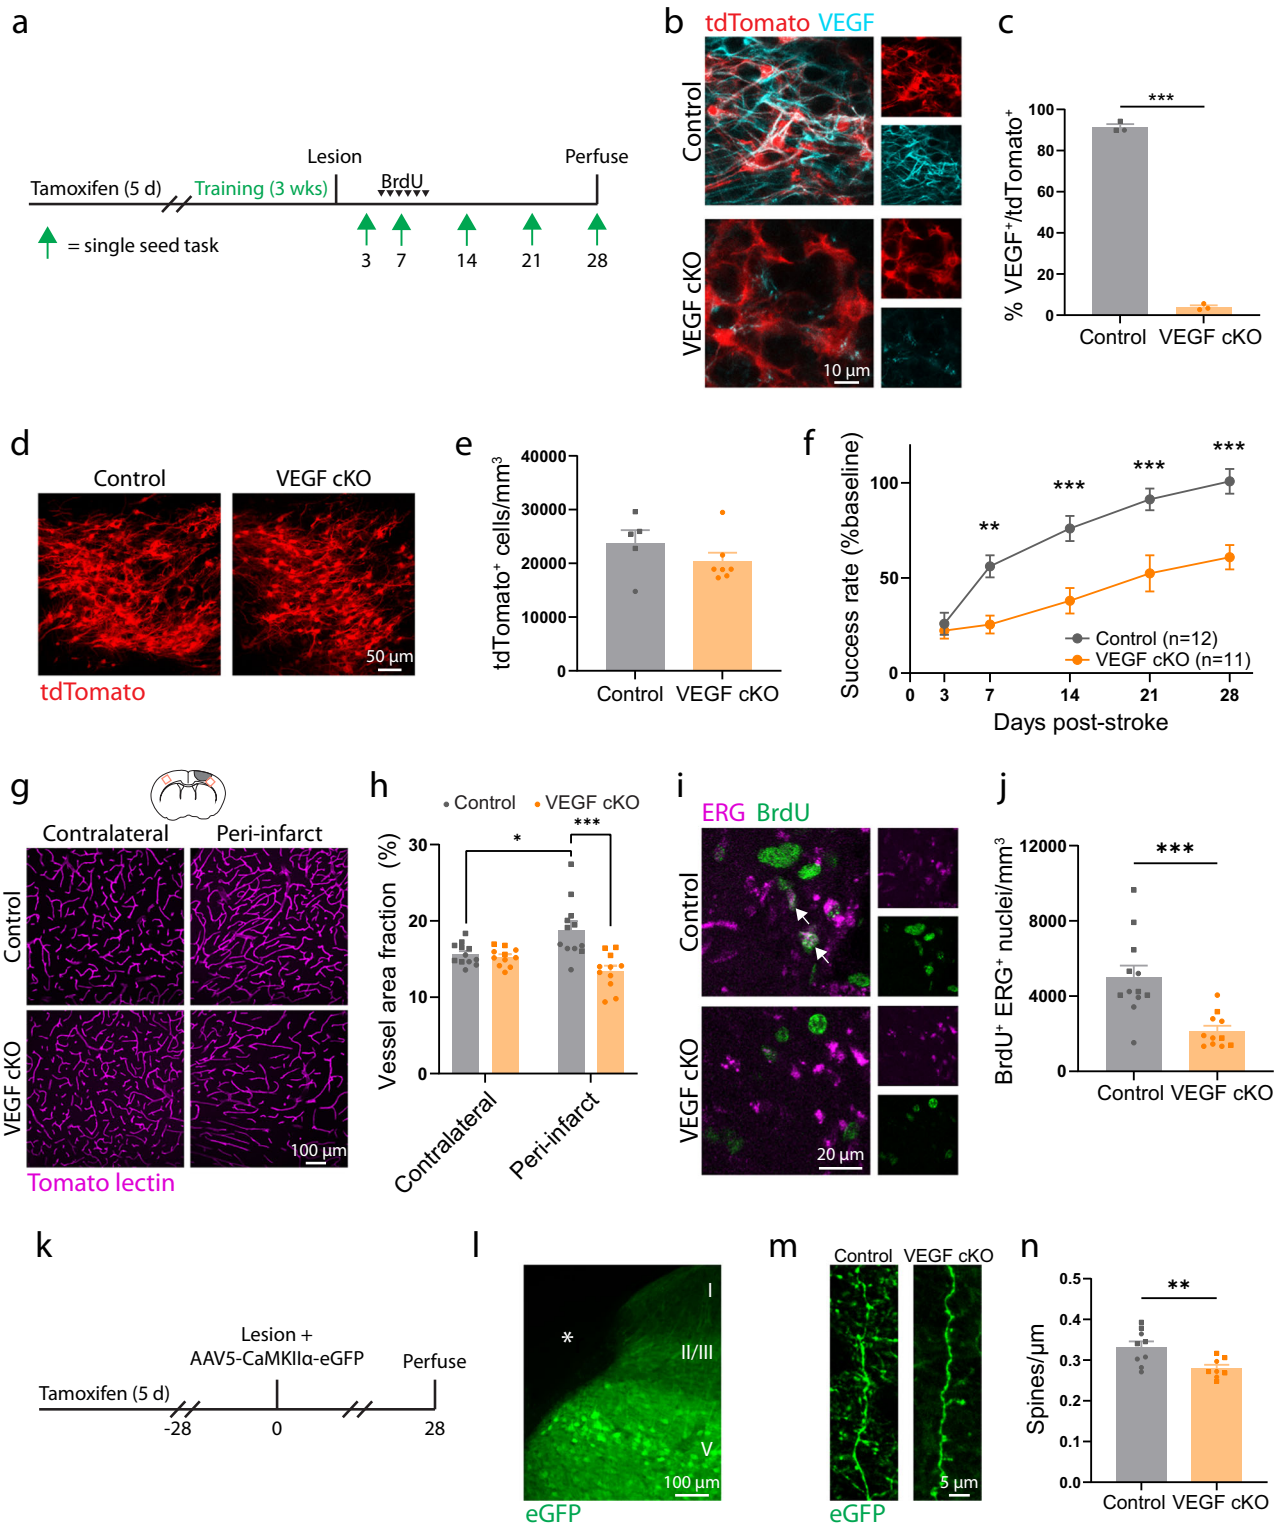 a
Lesion
Perfuse
BrdU
Tamoxifen (5 d)
Training (3 wks)
= single seed task
3
7
14
21
28
b
tdTomato VEGF
Control
VEGF cKO
10 µm
c
***
% VEGF⁺/tdTomato⁺
100
80
60
40
20
0
Control
VEGF cKO
d
Control
VEGF cKO
50 µm
tdTomato
e
tdTomato⁺ cells/mm³
40000
30000
20000
10000
0
Control
VEGF cKO
f
Success rate (%baseline)
100
50
0
**
***
***
***
Control (n=12)
VEGF cKO (n=11)
0
3
7
14
21
28
Days post-stroke
g
Contralateral
Peri-infarct
Control
VEGF cKO
100 µm
Tomato lectin
h
Control
VEGF cKO
Vessel area fraction (%)
30
20
10
0
*
***
Contralateral
Peri-infarct
i
ERG BrdU
Control
VEGF cKO
20 µm
j
BrdU⁺ ERG⁺ nuclei/mm³
12000
8000
4000
0
***
Control
VEGF cKO
k
Lesion +
AAV5-CaMKIIα-eGFP
Perfuse
Tamoxifen (5 d)
-28
0
28
l
I
*
II/III
V
100 µm
eGFP
m
Control
VEGF cKO
5 µm
eGFP
n
Spines/µm
0.5
0.4
0.3
0.2
0.1
0.0
**
Control
VEGF cKO